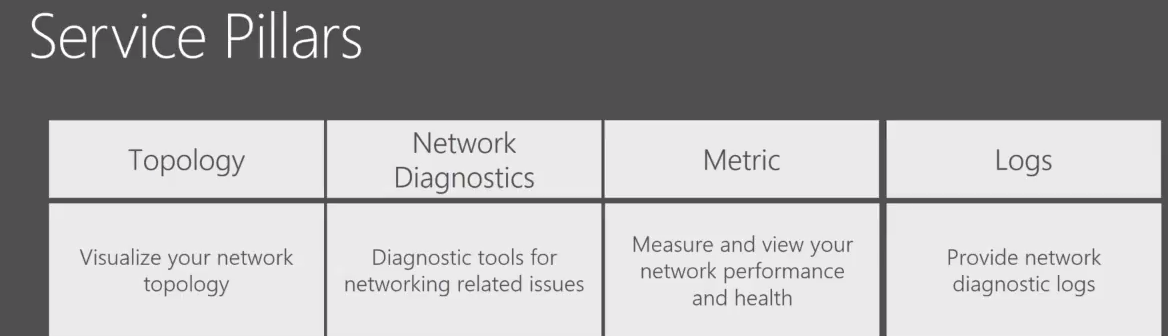 Service Pillars
Topology
Network
Diagnostics
Metric
Logs
Visualize your network
topology
Diagnostic tools for
networking related issues
Measure and view your
network performance
and health
Provide network
diagnostic logs